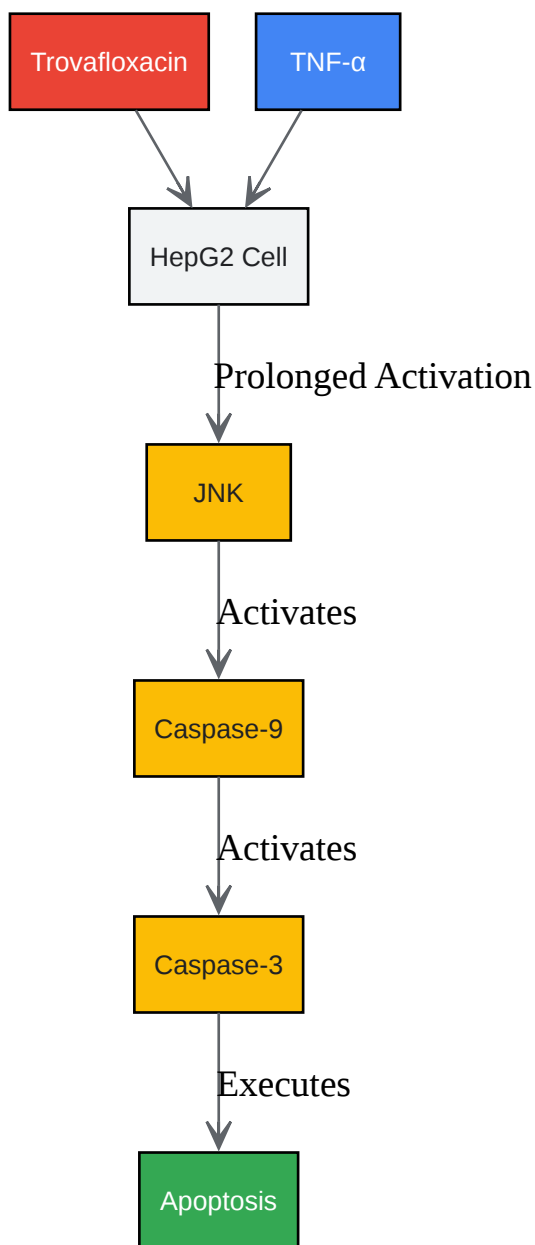 Trovafloxacin
TNF-α
HepG2 Cell
Prolonged Activation
JNK
Activates
Caspase-9
Activates
Caspase-3
Executes
Apoptosis